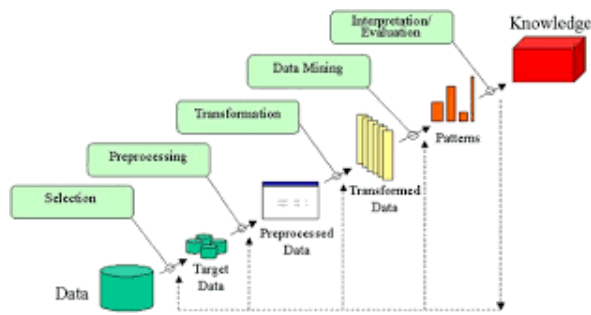 Interpretation/
Evaluation
Knowledge
Data Mining
Transformation
Patterns
Preprocessing
Transformed
Data
Selection
Preprocessed
Data
Target
Data
Data